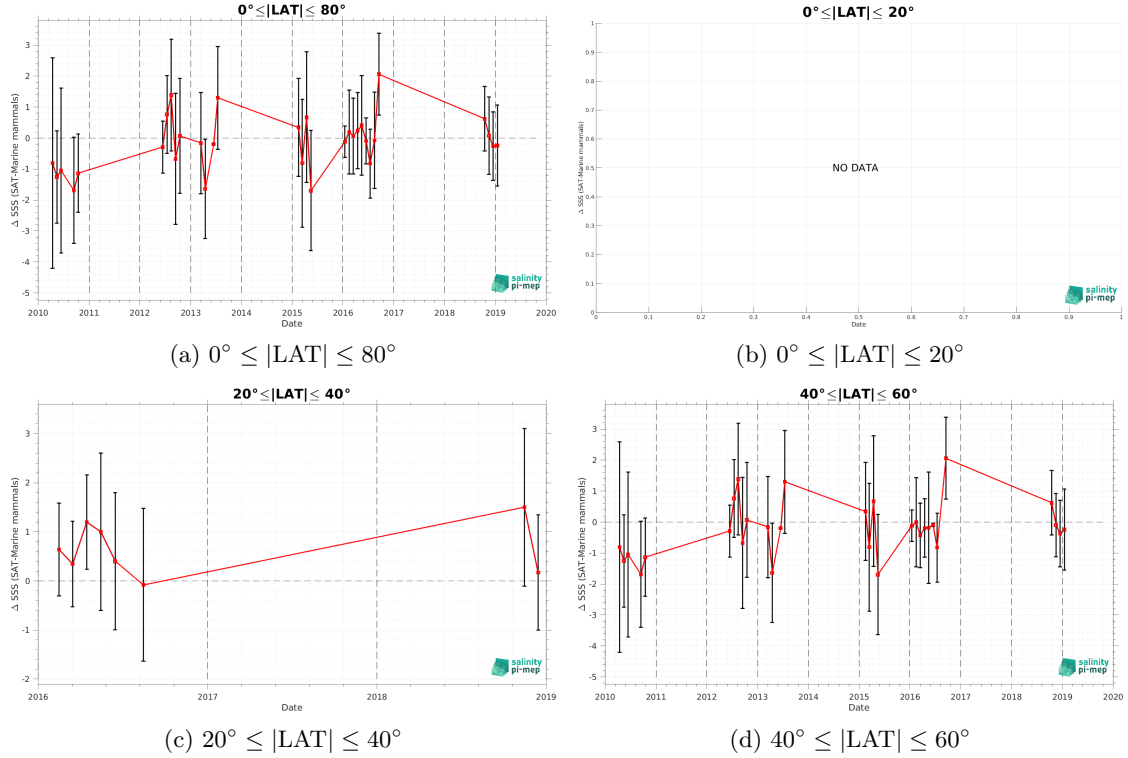 0°≤|LAT|≤ 80°
Δ SSS (SAT-Marine mammals)
3
2
1
0
-1
-2
-3
-4
-5
2010 2011 2012 2013 2014 2015 2016 2017 2018 2019 2020
Date
salinity
pi-mep
(a) 0° ≤ |LAT| ≤ 80°
0°≤|LAT|≤ 20°
Δ SSS (SAT-Marine mammals)
1
0.9
0.8
0.7
0.6
0.5
0.4
0.3
0.2
0.1
0
NO DATA
0 0.1 0.2 0.3 0.4 0.5 0.6 0.7 0.8 0.9 1
Date
salinity
pi-mep
(b) 0° ≤ |LAT| ≤ 20°
20°≤|LAT|≤ 40°
Δ SSS (SAT-Marine mammals)
3
2
1
0
-1
-2
2016 2017 2018 2019
Date
salinity
pi-mep
(c) 20° ≤ |LAT| ≤ 40°
40°≤|LAT|≤ 60°
Δ SSS (SAT-Marine mammals)
3
2
1
0
-1
-2
-3
-4
-5
2010 2011 2012 2013 2014 2015 2016 2017 2018 2019 2020
Date
salinity
pi-mep
(d) 40° ≤ |LAT| ≤ 60°